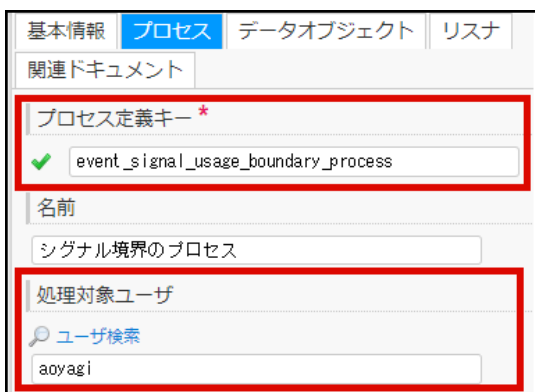 基本情報 プロセス データオブジェクト リスナ
関連ドキュメント
プロセス定義キー *
event_signal_usage_boundary_process
名前
シグナル境界のプロセス
処理対象ユーザ
ユーザ検索
aoyagi